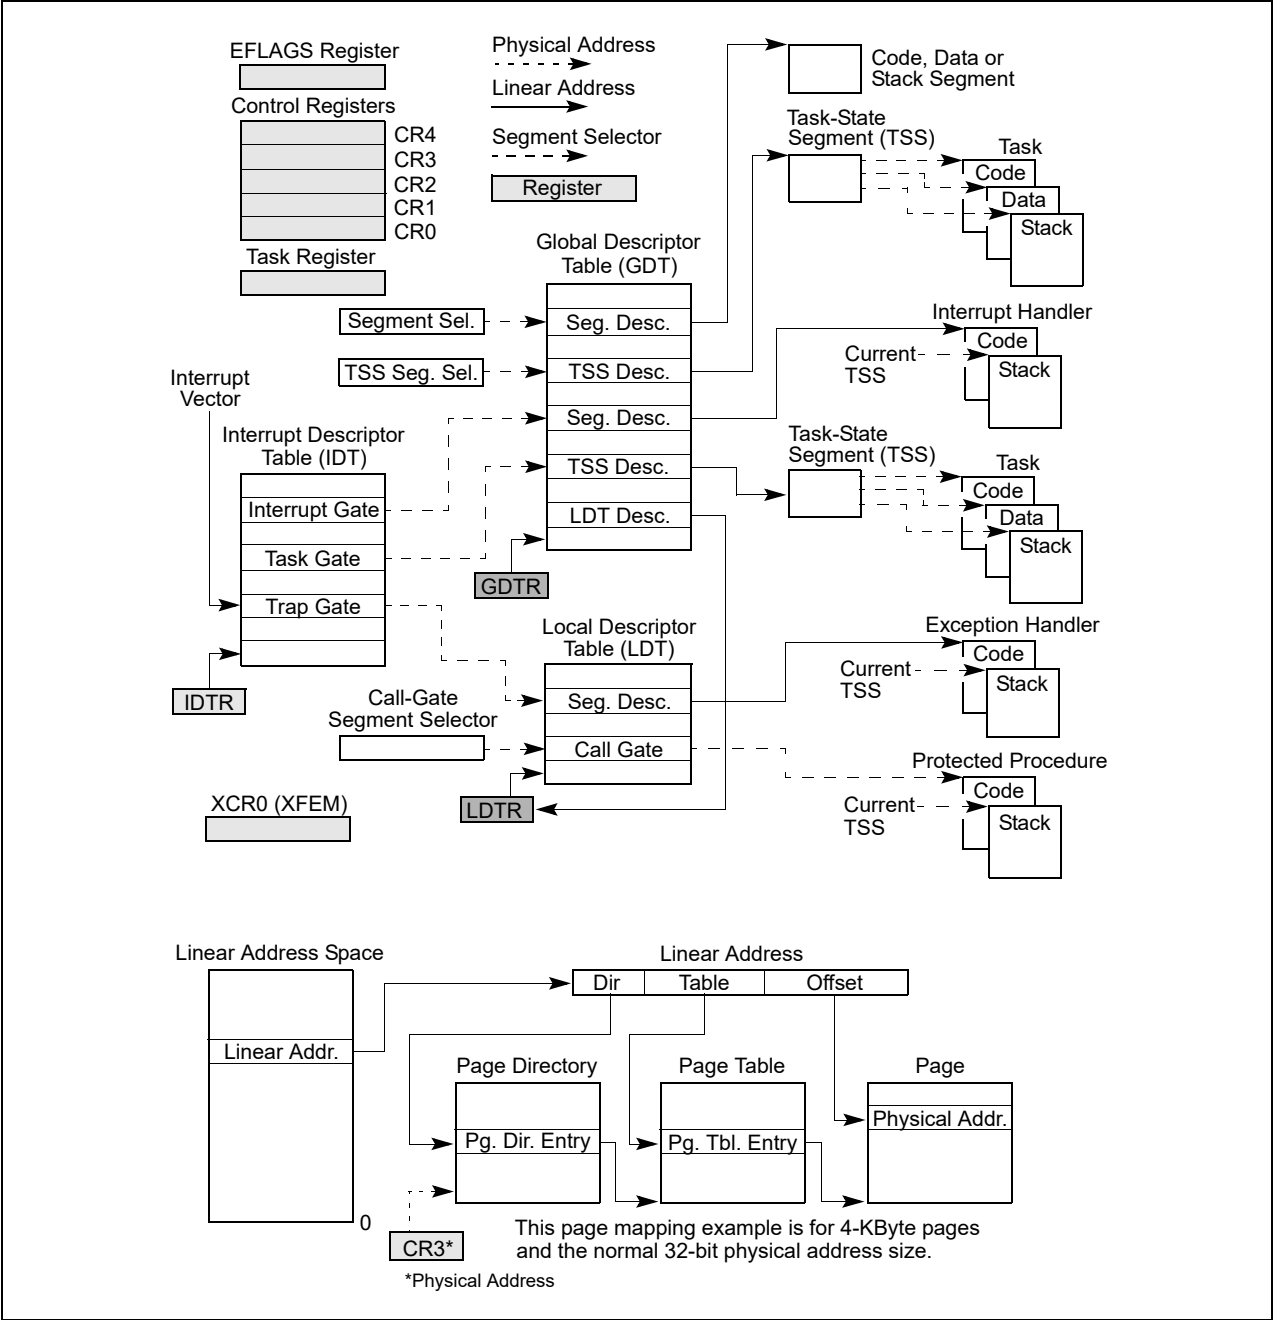 EFLAGS Register
Control Registers
CR4
CR3
CR2
CR1
CR0
Task Register
Physical Address
Linear Address
Segment Selector
Register
Code, Data or
Stack Segment
Task-State
Segment (TSS)
Task
Code
Data
Stack
Global Descriptor
Table (GDT)
Segment Sel.
Seg. Desc.
TSS Seg. Sel.
TSS Desc.
Interrupt Handler
Code
Stack
Current
TSS
Interrupt
Vector
Seg. Desc.
Interrupt Descriptor
Table (IDT)
TSS Desc.
Task-State
Segment (TSS)
Task
Code
Data
Stack
Interrupt Gate
LDT Desc.
Task Gate
GDTR
Trap Gate
Local Descriptor
Table (LDT)
Exception Handler
Code
Stack
Current
TSS
IDTR
Call-Gate
Segment Selector
Seg. Desc.
Call Gate
Protected Procedure
Code
Stack
Current
TSS
XCR0 (XFEM)
LDTR
Linear Address Space
Linear Address
Dir
Table
Offset
Linear Addr.
Page Directory
Page Table
Page
Physical Addr.
Pg. Dir. Entry
Pg. Tbl. Entry
0
CR3*
This page mapping example is for 4-KByte pages
and the normal 32-bit physical address size.
*Physical Address